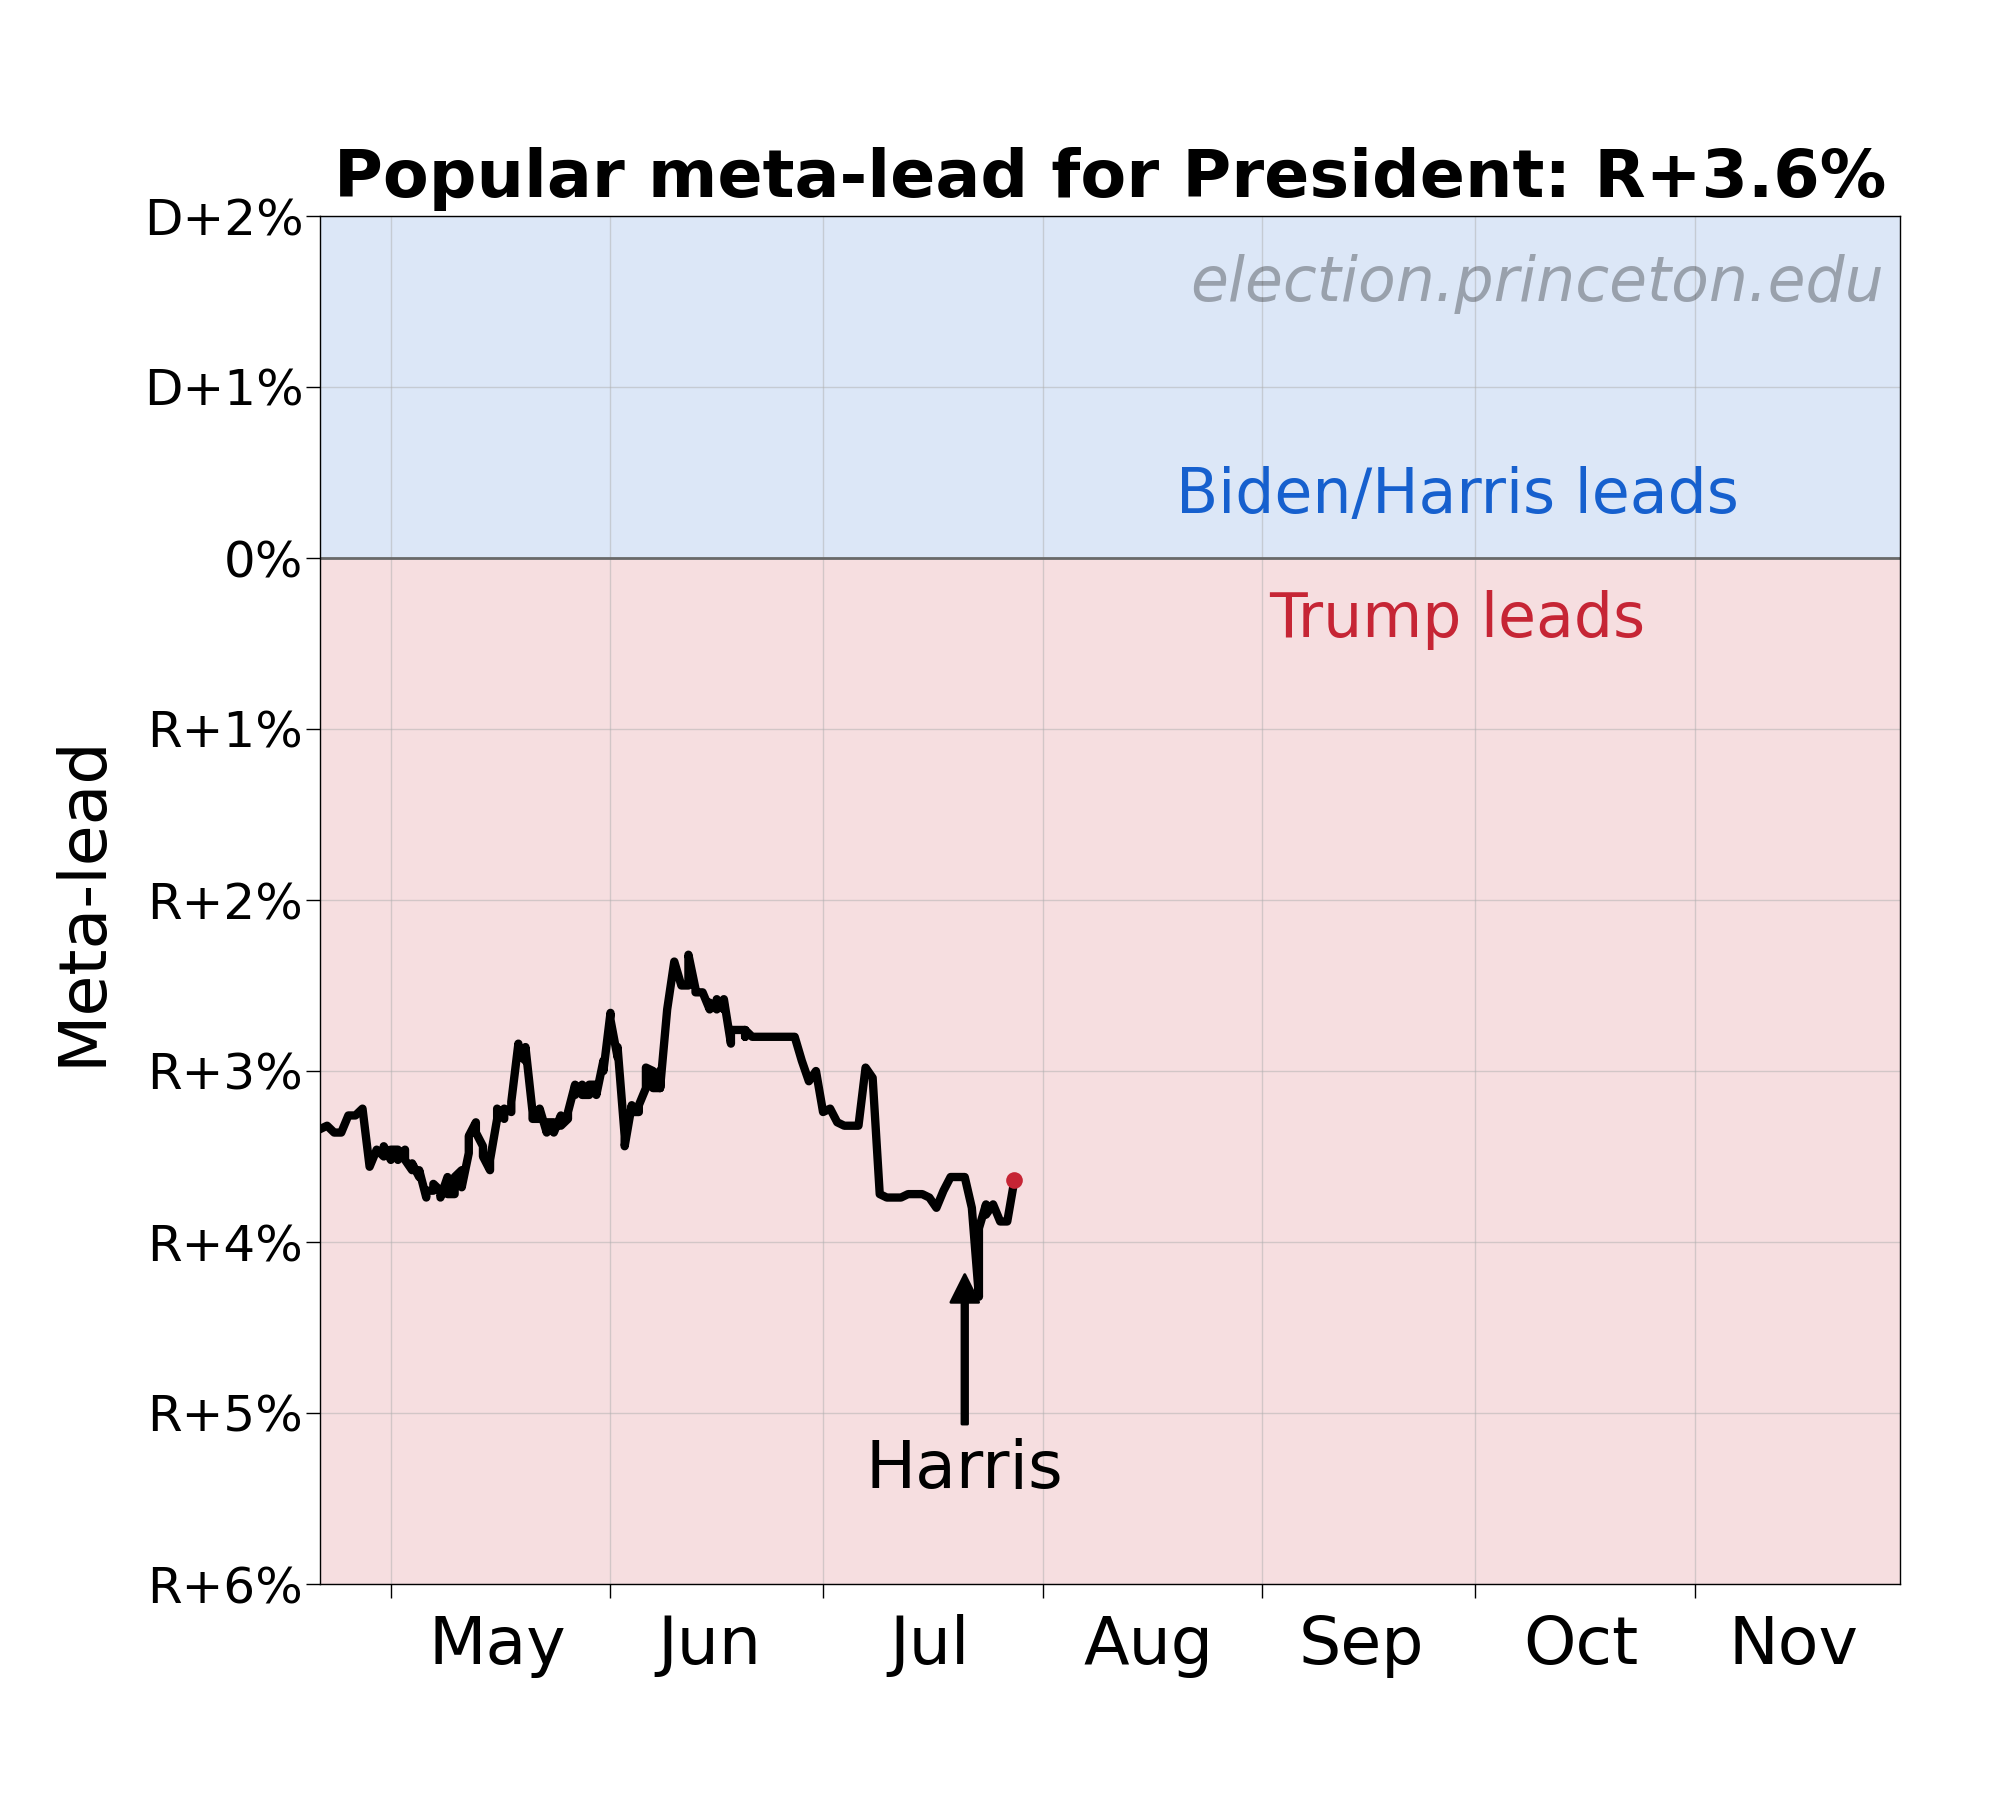 Popular meta-lead for President: R+3.6%
D+2%
election.princeton.edu
D+1%
Biden/Harris leads
0%
Trump leads
R+1%
Meta-lead
R+2%
R+3%
R+4%
R+5%
Harris
R+6%
May Jun Jul Aug Sep Oct Nov